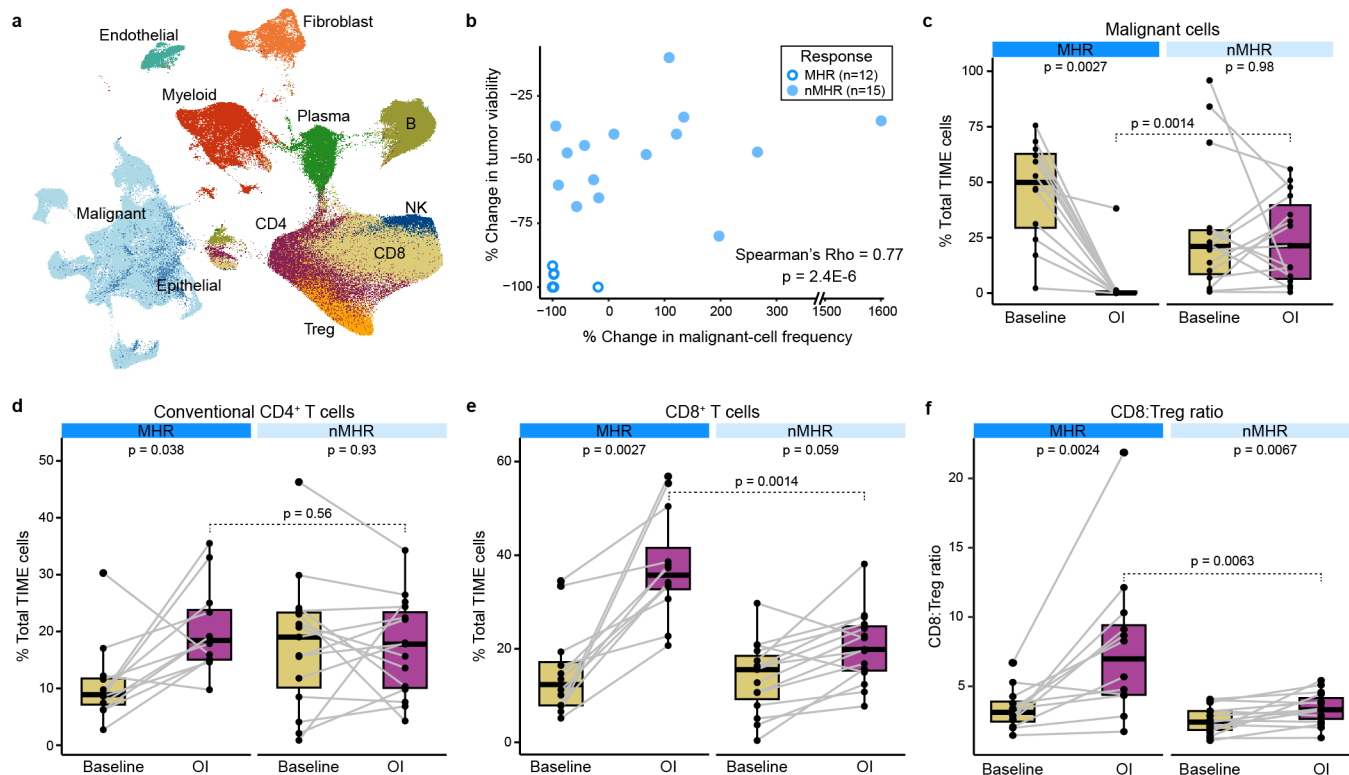 a
Endothelial
Fibroblast
Myeloid
Plasma
B
Malignant
CD4
NK
CD8
Epithelial
Treg
b
Response
MHR (n=12)
nMHR (n=15)
% Change in tumor viability
−25
−50
−75
−100
Spearman's Rho = 0.77
p = 2.4E-6
−100 0 100 200 300 1500 1600
% Change in malignant-cell frequency
c
Malignant cells
MHR nMHR
p = 0.0027 p = 0.98
p = 0.0014
% Total TIME cells
100
75
50
25
0
Baseline OI Baseline OI
d
Conventional CD4⁺ T cells
MHR nMHR
p = 0.038 p = 0.93
p = 0.56
% Total TIME cells
50
40
30
20
10
0
Baseline OI Baseline OI
e
CD8⁺ T cells
MHR nMHR
p = 0.0027 p = 0.059
p = 0.0014
% Total TIME cells
60
40
20
0
Baseline OI Baseline OI
f
CD8:Treg ratio
MHR nMHR
p = 0.0024 p = 0.0067
p = 0.0063
CD8:Treg ratio
20
15
10
5
Baseline OI Baseline OI